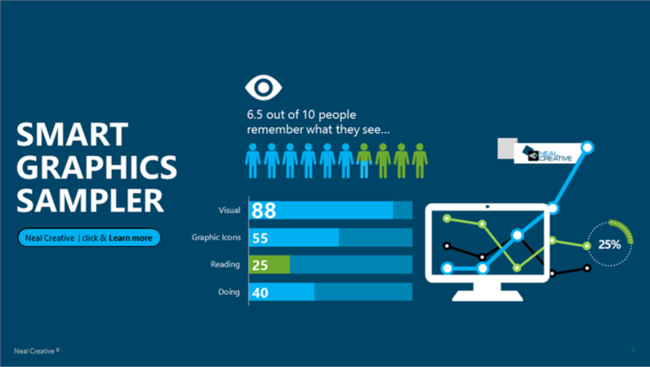 SMART
GRAPHICS
SAMPLER
Neal Creative | click & Learn more
6.5 out of 10 people
remember what they see...
Visual 88
Graphic Icons 55
Reading 25
Doing 40
NEAL
CREATIVE
25%
Neal Creative ©